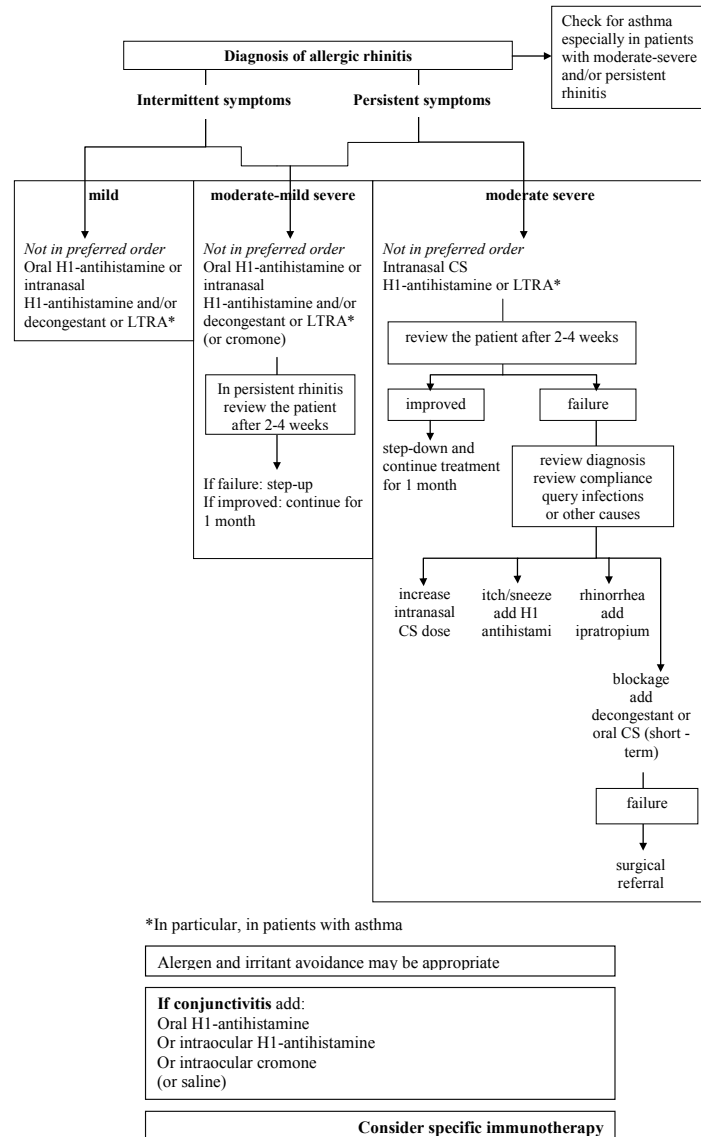 Diagnosis of allergic rhinitis
Check for asthma
especially in patients
with moderate-severe
and/or persistent
rhinitis
Intermittent symptoms
Persistent symptoms
mild
Not in preferred order
Oral H1-antihistamine or
intranasal
H1-antihistamine and/or
decongestant or LTRA*
moderate-mild severe
Not in preferred order
Oral H1-antihistamine or
intranasal
H1-antihistamine and/or
decongestant or LTRA*
(or cromone)
In persistent rhinitis
review the patient
after 2-4 weeks
If failure: step-up
If improved: continue for
1 month
moderate severe
Not in preferred order
Intranasal CS
H1-antihistamine or LTRA*
review the patient after 2-4 weeks
improved
failure
step-down and
continue treatment
for 1 month
review diagnosis
review compliance
query infections
or other causes
increase
intranasal
CS dose
itch/sneeze
add H1
antihistami
rhinorrhea
add
ipratropium
blockage
add
decongestant or
oral CS (short -
term)
failure
surgical
referral
*In particular, in patients with asthma
Alergen and irritant avoidance may be appropriate
If conjunctivitis add:
Oral H1-antihistamine
Or intraocular H1-antihistamine
Or intraocular cromone
(or saline)
Consider specific immunotherapy